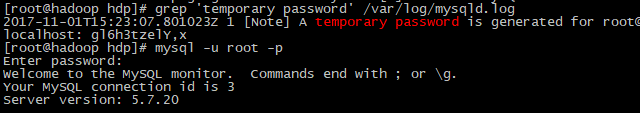 [root@hadoop hdp]# grep 'temporary password' /var/log/mysqld.log
2017-11-01T15:23:07.801023Z 1 [Note] A temporary password is generated for root@
localhost: gl6h3tzelY,x
[root@hadoop hdp]# mysql -u root -p
Enter password:
Welcome to the MySQL monitor.  Commands end with ; or \g.
Your MySQL connection id is 3
Server version: 5.7.20